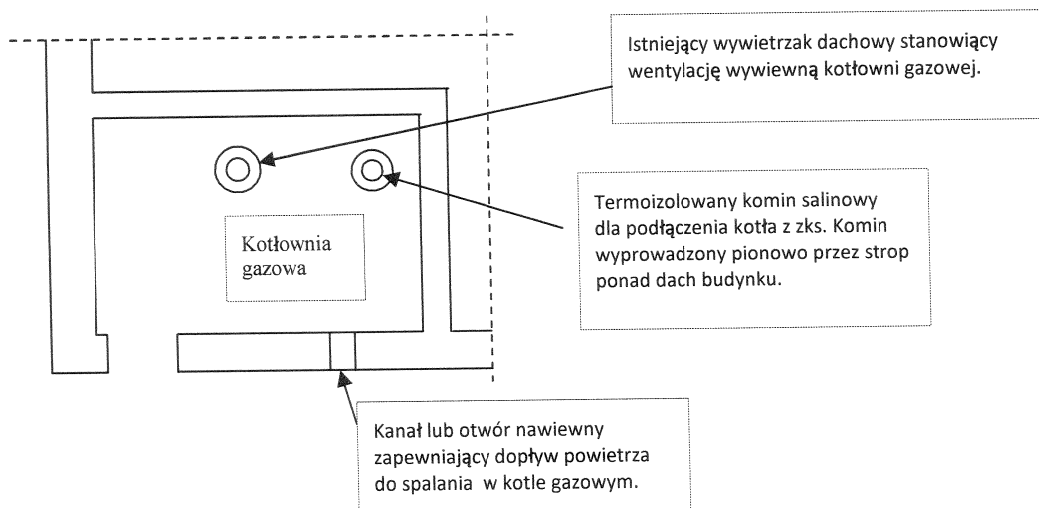 Istniejący wywietrzak dachowy stanowiący
wentylację wywiewną kotłowni gazowej.
Termoizolowany komin salinowy
dla podłączenia kotła z zks. Komin
wyprowadzony pionowo przez strop
ponad dach budynku.
Kotłownia
gazowa
Kanał lub otwór nawiewny
zapewniający dopływ powietrza
do spalania w kotle gazowym.